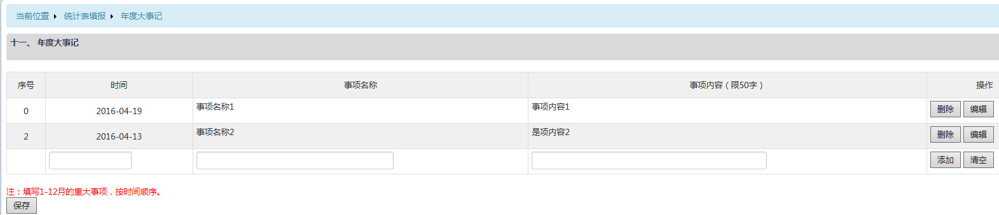 当前位置 统计表填报 年度大事记
十一、 年度大事记
序号 时间 事项名称 事项内容（限50字） 操作
0 2016-04-19 事项名称1 事项内容1 删除 编辑
2 2016-04-13 事项名称2 是项内容2 删除 编辑
添加 清空
注：填写1-12月的重大事项，按时间顺序。
保存